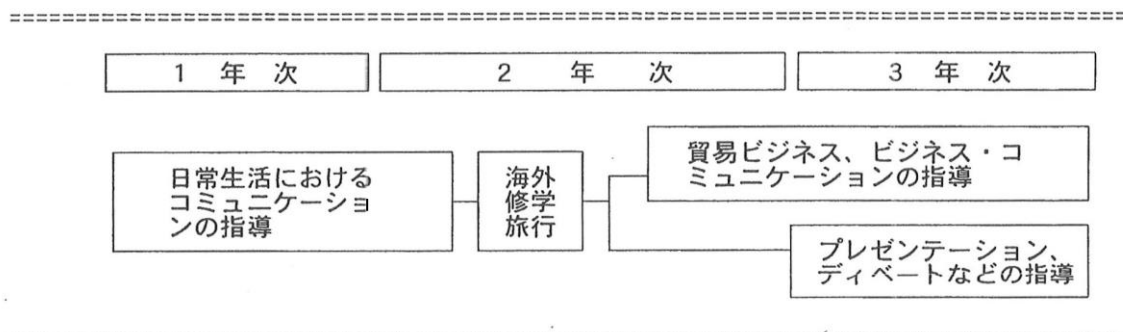 1 年 次
2 年 次
3 年 次
日常生活における
コミュニケーショ
ンの指導
海外
修学
旅行
貿易ビジネス、ビジネス・コ
ミュニケーションの指導
プレゼンテーション、
ディベートなどの指導